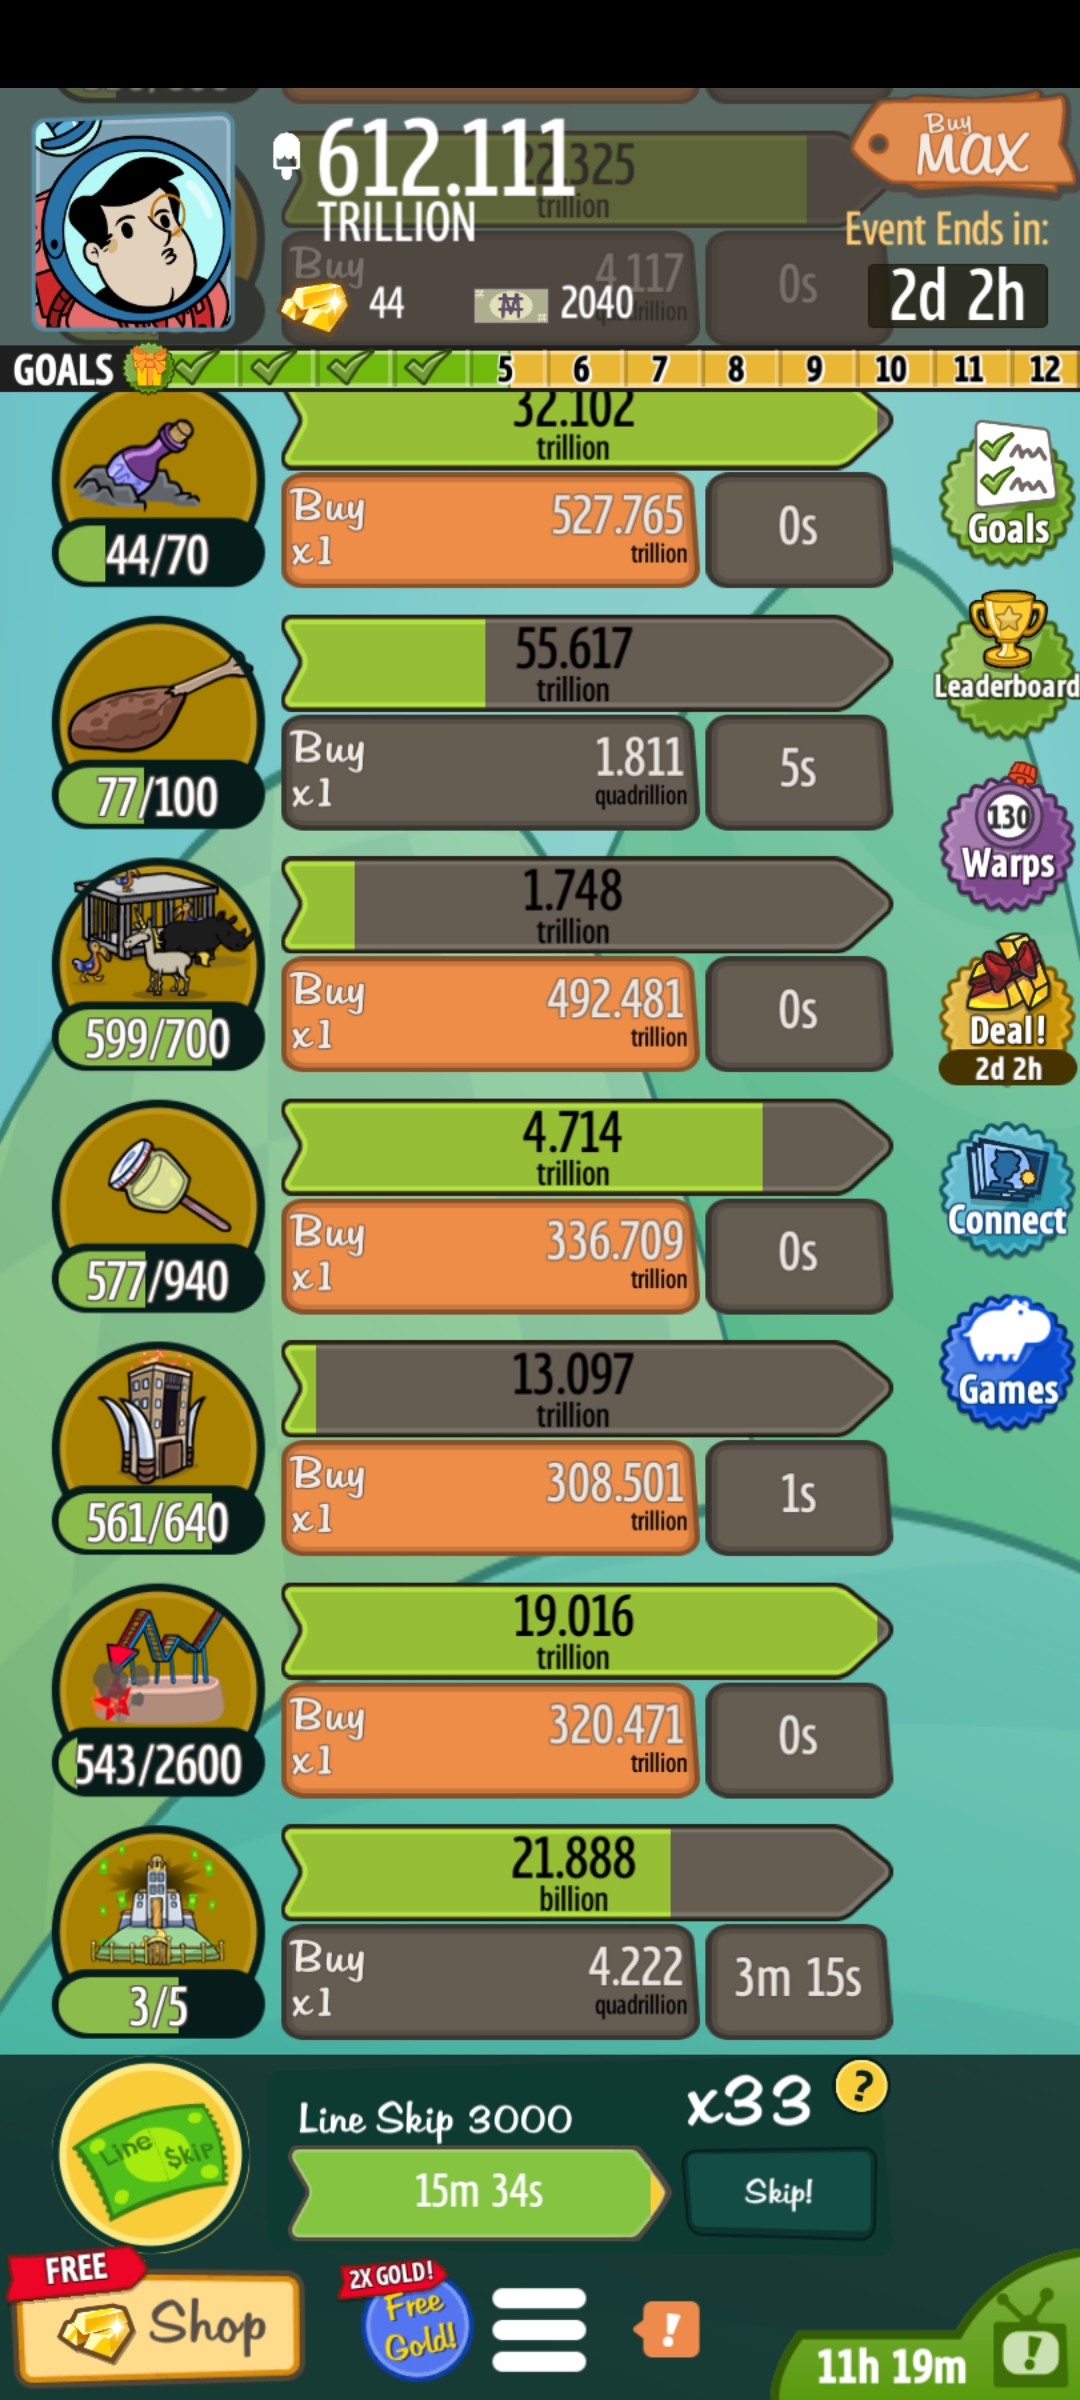 612.111
TRILLION
22.325
trillion
Buy
4.117
0s
44
2040
Buy
MAX
Event Ends in:
2d 2h
GOALS
5 6 7 8 9 10 11 12
32.102
trillion
Buy
x1
527.765
trillion
0s
44/70
Goals
55.617
trillion
Buy
x1
1.811
quadrillion
5s
77/100
Leaderboard
1.748
trillion
Buy
x1
492.481
trillion
0s
599/700
130
Warps
Deal!
2d 2h
4.714
trillion
Buy
x1
336.709
trillion
0s
577/940
Connect
13.097
trillion
Buy
x1
308.501
trillion
1s
561/640
Games
19.016
trillion
Buy
x1
320.471
trillion
0s
543/2600
21.888
billion
Buy
x1
4.222
quadrillion
3m 15s
3/5
Line $kip
Line Skip 3000
x33
?
15m 34s
Skip!
FREE
Shop
2X GOLD!
Free
Gold!
!
11h 19m
!